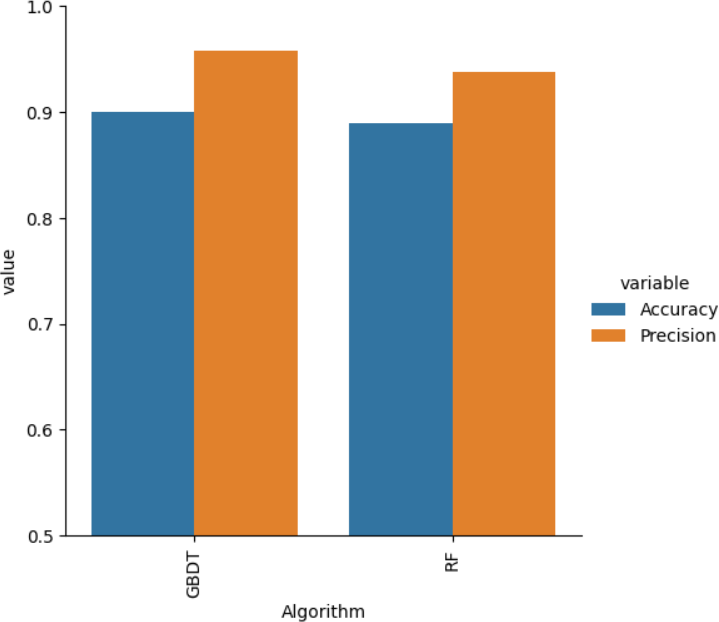 1.0
0.9
0.8
0.7
0.6
0.5
value
GBDT
RF
Algorithm
variable
Accuracy
Precision